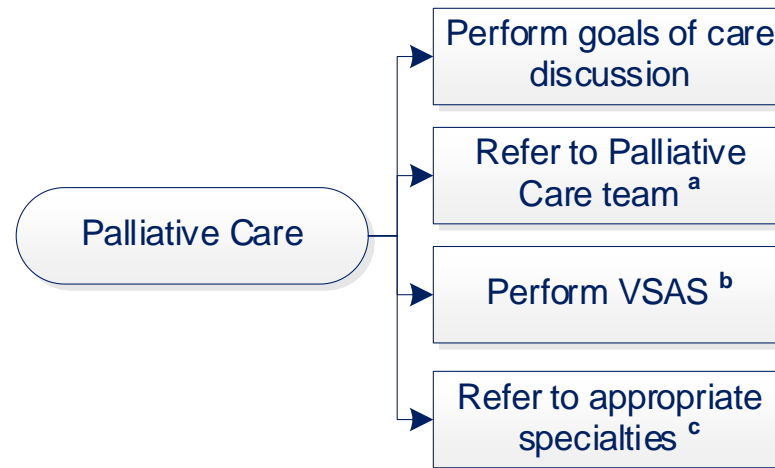 Perform goals of care
discussion
Refer to Palliative
Care team a
Palliative Care
Perform VSAS b
Refer to appropriate
specialties c